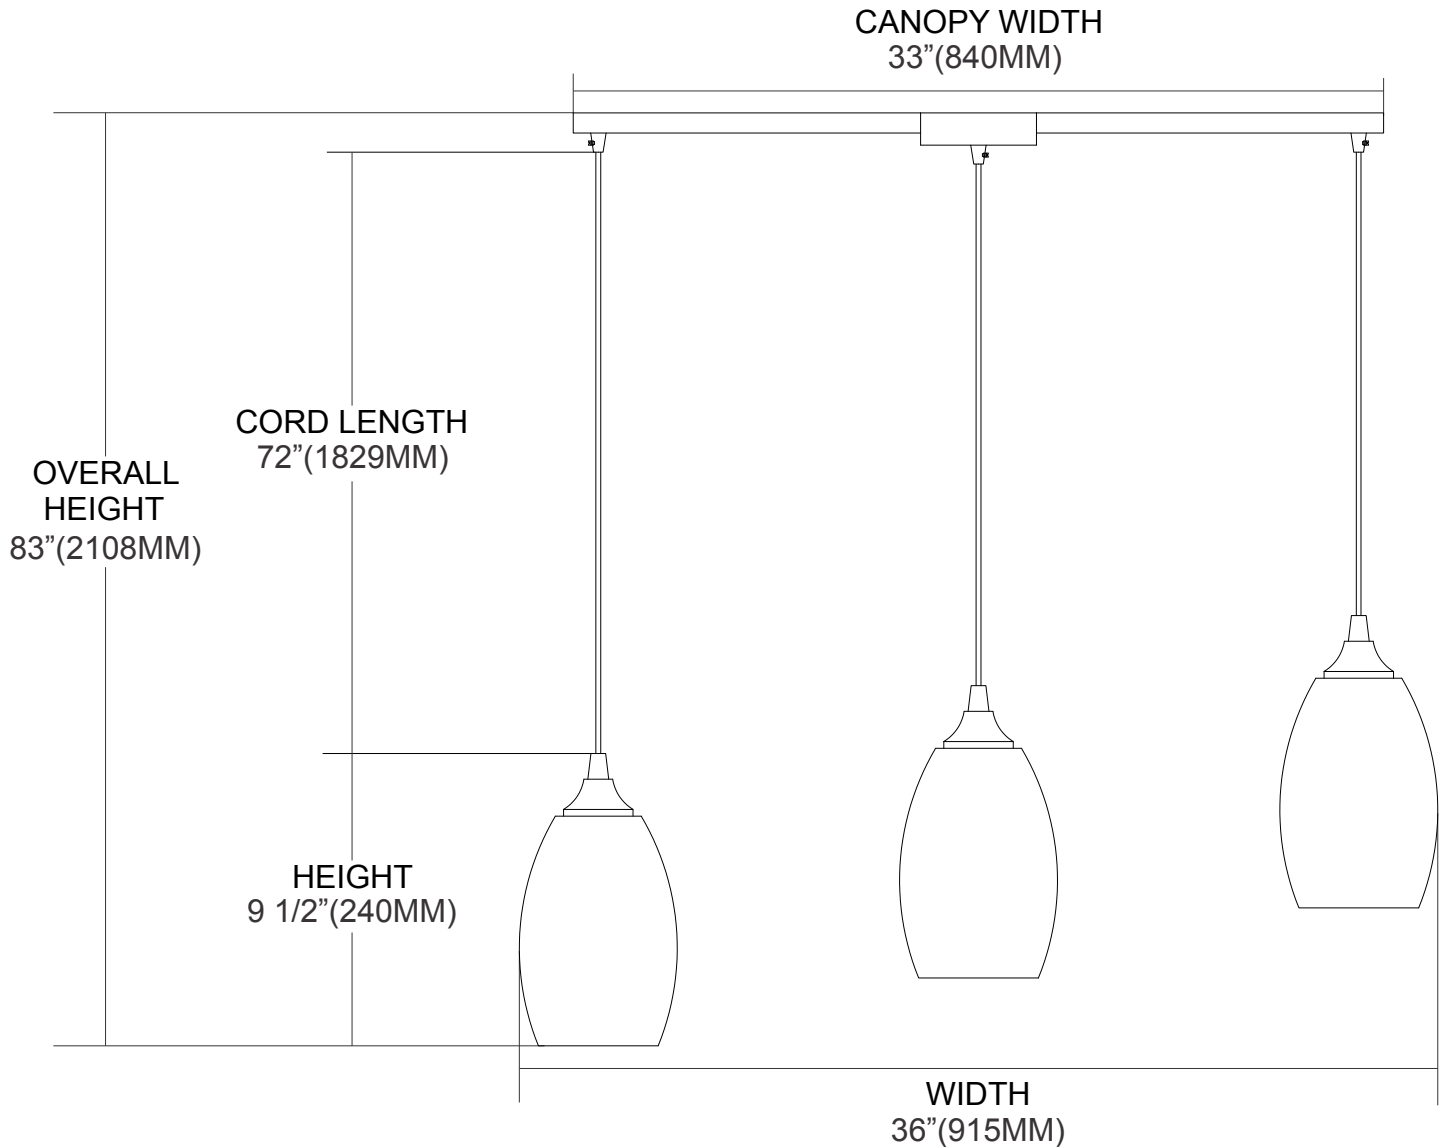 CANOPY WIDTH
33”(840MM)
CORD LENGTH
72”(1829MM)
OVERALL
HEIGHT
83”(2108MM)
HEIGHT
9 1/2”(240MM)
WIDTH
36”(915MM)